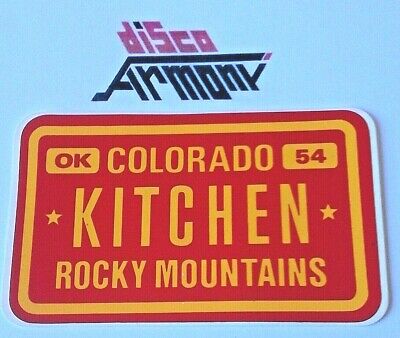 disco
Armony
OK COLORADO 54
KITCHEN
ROCKY MOUNTAINS